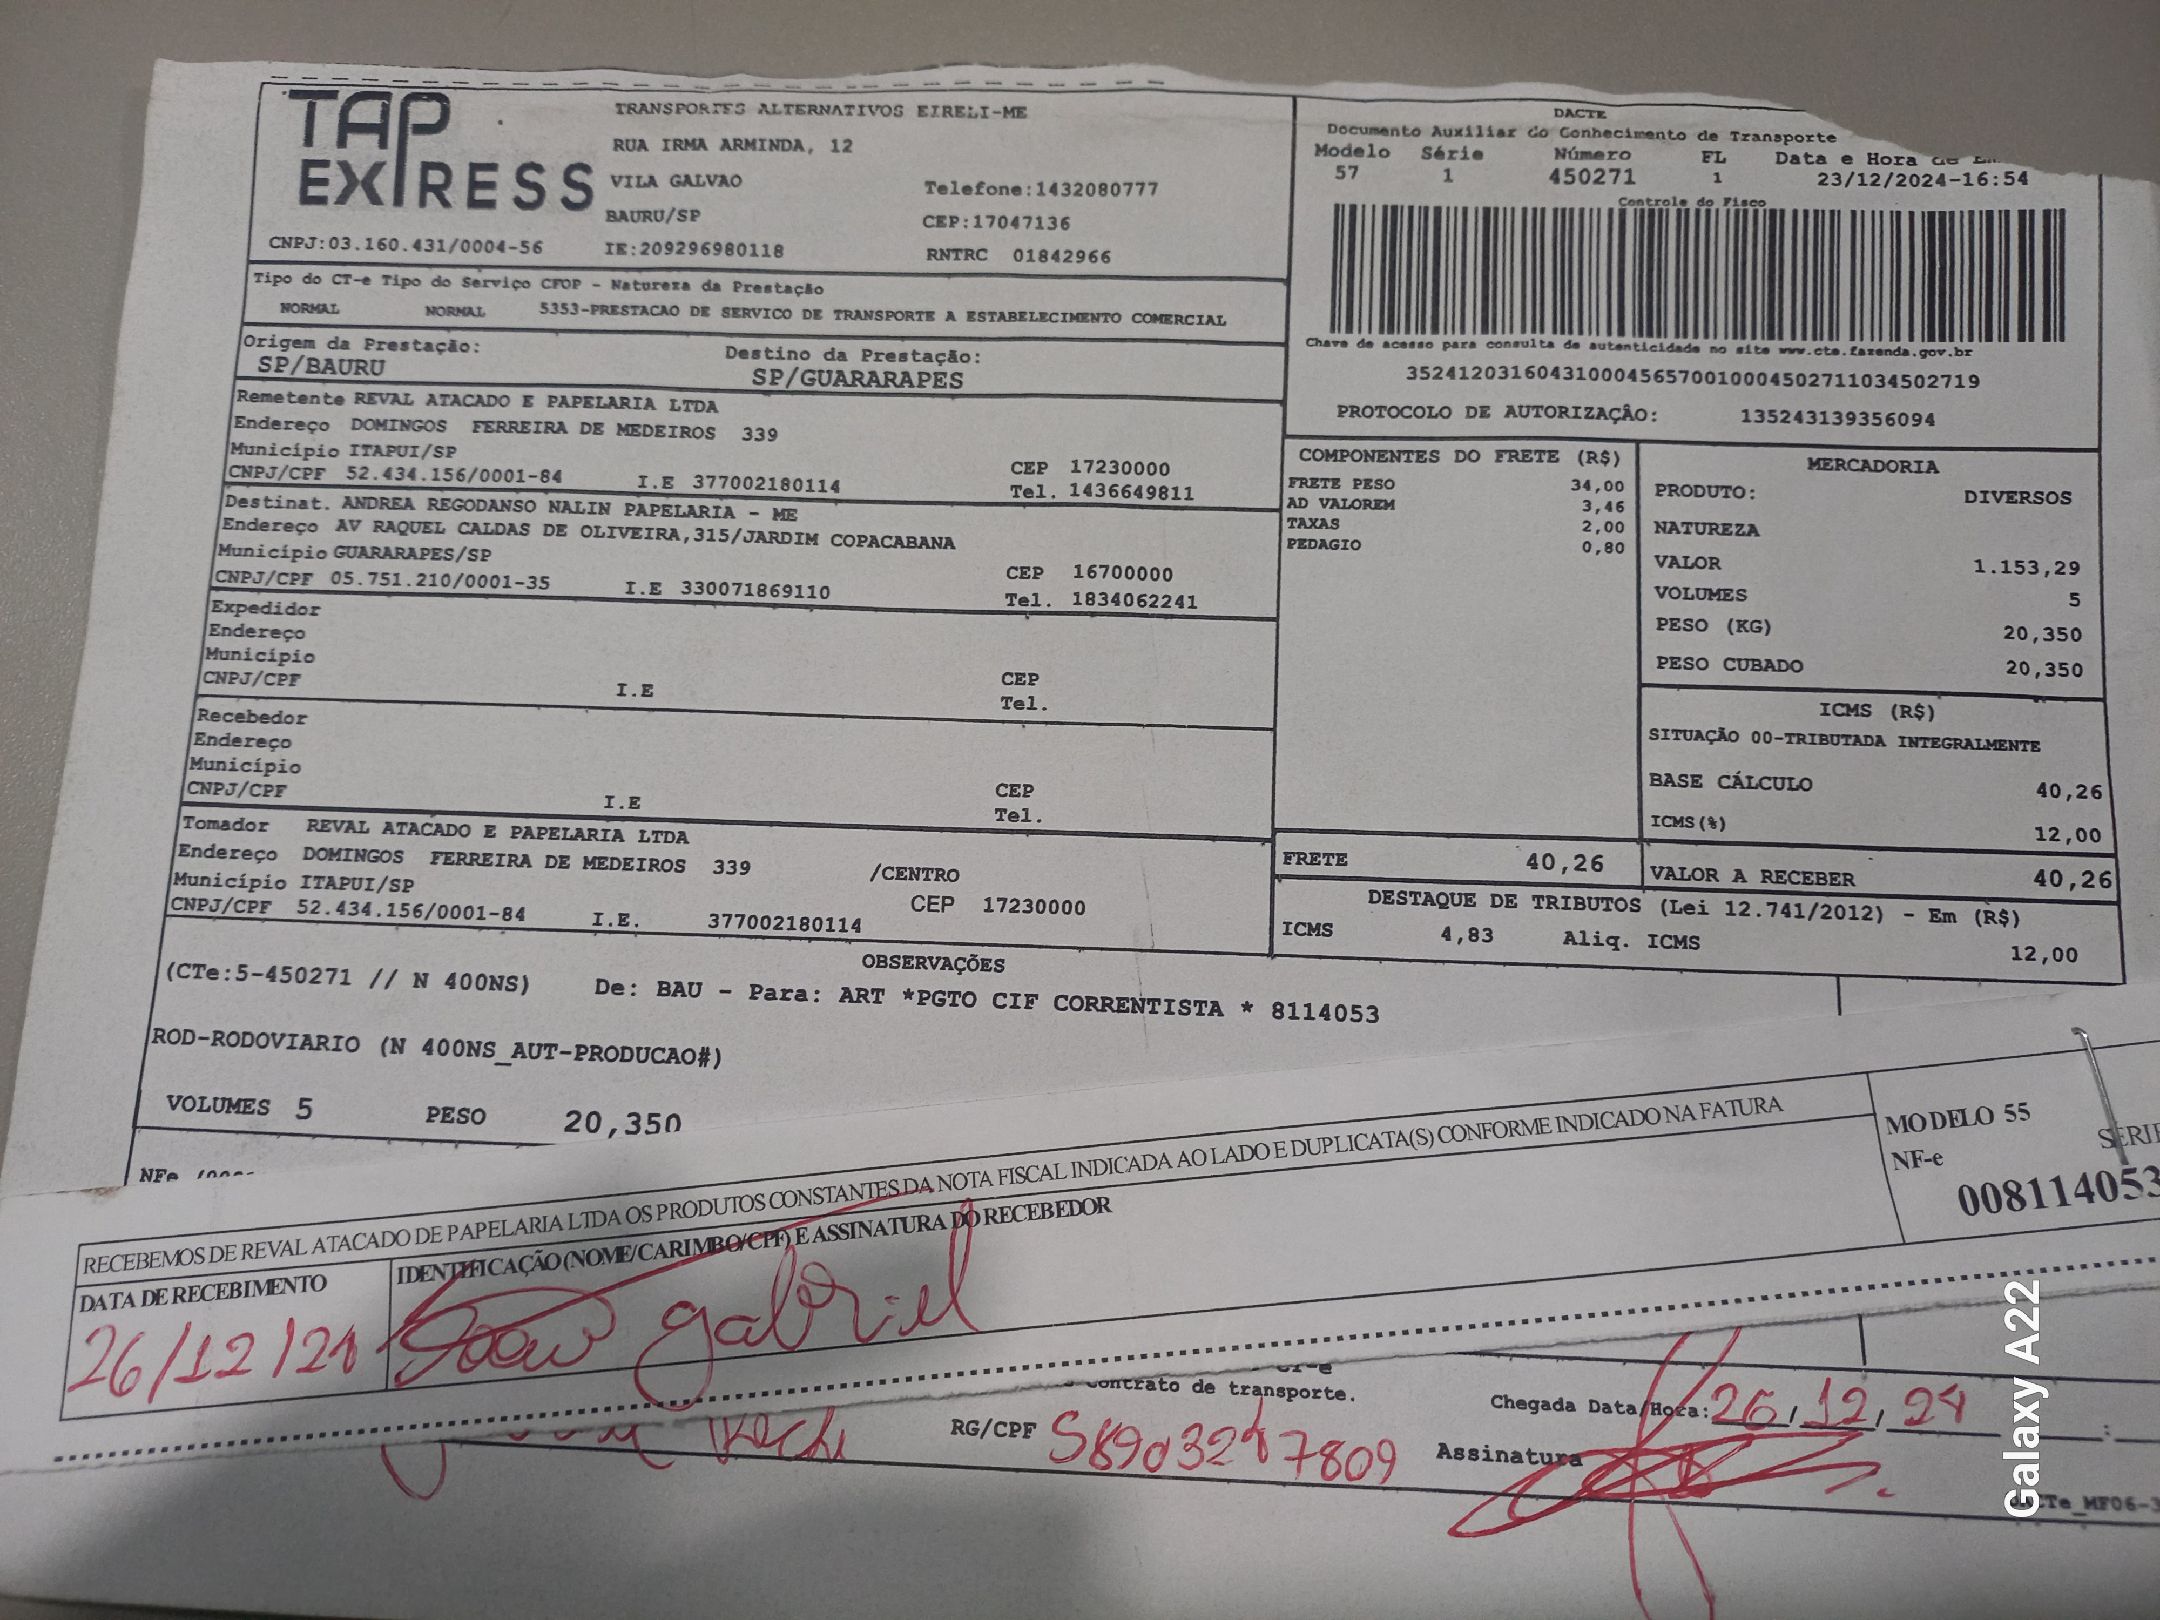 TAP EXPRESS
TRANSPORTES ALTERNATIVOS EIRELI-ME
RUA IRMA ARMINDA, 12
VILA GALVAO Telefone:1432080777
BAURU/SP CEP:17047136
CNPJ:03.160.431/0004-56 IE:209296980118 RNTRC 01842966
DACTE
Documento Auxiliar do Conhecimento de Transporte
Modelo Série Número FL Data e Hora
57 1 450271 1 23/12/2024-16:54
Controle do Fisco
Chave de acesso para consulta de autenticidade no site www.cte.fazenda.gov.br
35241203160431000456570010004502711034502719
PROTOCOLO DE AUTORIZAÇÃO: 135243139356094
Tipo do CT-e Tipo do Serviço CFOP - Natureza da Prestação
NORMAL NORMAL 5353-PRESTACAO DE SERVICO DE TRANSPORTE A ESTABELECIMENTO COMERCIAL
Origem da Prestação: Destino da Prestação:
SP/BAURU SP/GUARARAPES
Remetente REVAL ATACADO E PAPELARIA LTDA
Endereço DOMINGOS FERREIRA DE MEDEIROS 339
Município ITAPUI/SP CEP 17230000
CNPJ/CPF 52.434.156/0001-84 I.E 377002180114 Tel. 1436649811
Destinat. ANDREA REGODANSO NALIN PAPELARIA - ME
Endereço AV RAQUEL CALDAS DE OLIVEIRA,315/JARDIM COPACABANA
Município GUARARAPES/SP CEP 16700000
CNPJ/CPF 05.751.210/0001-35 I.E 330071869110 Tel. 1834062241
Expedidor
Endereço
Município CEP
CNPJ/CPF I.E Tel.
Recebedor
Endereço
Município CEP
CNPJ/CPF I.E Tel.
Tomador REVAL ATACADO E PAPELARIA LTDA
Endereço DOMINGOS FERREIRA DE MEDEIROS 339 /CENTRO
Município ITAPUI/SP CEP 17230000
CNPJ/CPF 52.434.156/0001-84 I.E. 377002180114
COMPONENTES DO FRETE (R$)
FRETE PESO 34,00
AD VALOREM 3,46
TAXAS 2,00
PEDAGIO 0,80
MERCADORIA
PRODUTO: DIVERSOS
NATUREZA
VALOR 1.153,29
VOLUMES 5
PESO (KG) 20,350
PESO CUBADO 20,350
ICMS (R$)
SITUAÇÃO 00-TRIBUTADA INTEGRALMENTE
BASE CÁLCULO 40,26
ICMS(%) 12,00
FRETE 40,26 VALOR A RECEBER 40,26
DESTAQUE DE TRIBUTOS (Lei 12.741/2012) - Em (R$)
ICMS 4,83 Aliq. ICMS 12,00
OBSERVAÇÕES
(CTe:5-450271 // N 400NS) De: BAU - Para: ART *PGTO CIF CORRENTISTA * 8114053
ROD-RODOVIARIO (N 400NS_AUT-PRODUCAO#)
VOLUMES 5 PESO 20,350
NFe
RECEBEMOS DE REVAL ATACADO DE PAPELARIA LTDA OS PRODUTOS CONSTANTES DA NOTA FISCAL INDICADA AO LADO E DUPLICATA(S) CONFORME INDICADO NA FATURA
MODELO 55 SÉRIE
NF-e
008114053
DATA DE RECEBIMENTO IDENTIFICAÇÃO (NOME/CARIMBO/CPF) E ASSINATURA DO RECEBEDOR
26/12/24 João gabriel
contrato de transporte.
RG/CPF 58903247809
Chegada Data/Hora: 26/12/24 :
Assinatura
Galaxy A22